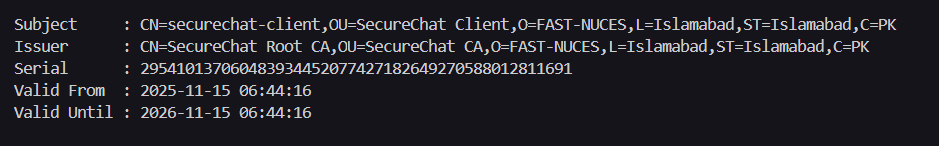 Subject     : CN=securechat-client,OU=SecureChat Client,O=FAST-NUCES,L=Islamabad,ST=Islamabad,C=PK
Issuer      : CN=SecureChat Root CA,OU=SecureChat CA,O=FAST-NUCES,L=Islamabad,ST=Islamabad,C=PK
Serial      : 295410137060483934452077427182649270588012811691
Valid From  : 2025-11-15 06:44:16
Valid Until : 2026-11-15 06:44:16